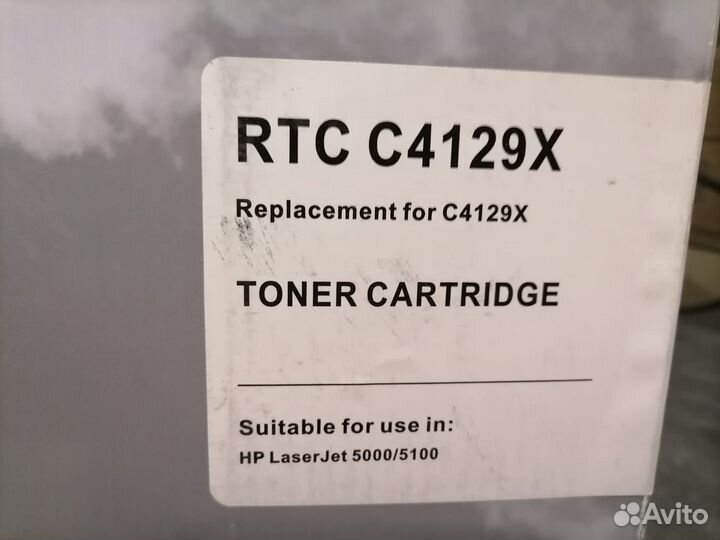 RTC C4129X
Replacement for C4129X
TONER CARTRIDGE
Suitable for use in:
HP LaserJet 5000/5100
Avito